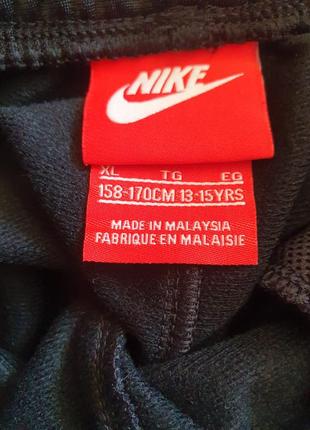 NIKE
XL TG EG
158-170CM 13-15YRS
MADE IN MALAYSIA
FABRIQUE EN MALAISIE